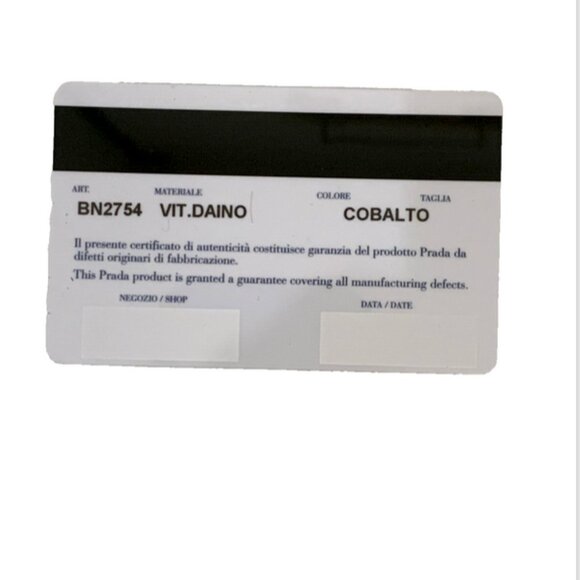 ART. MATERIALE COLORE TAGLIA
BN2754 VIT.DAINO COBALTO
Il presente certificato di autenticità costituisce garanzia del prodotto Prada da
difetti originari di fabbricazione.
This Prada product is granted a guarantee covering all manufacturing defects.
NEGOZIO / SHOP DATA / DATE